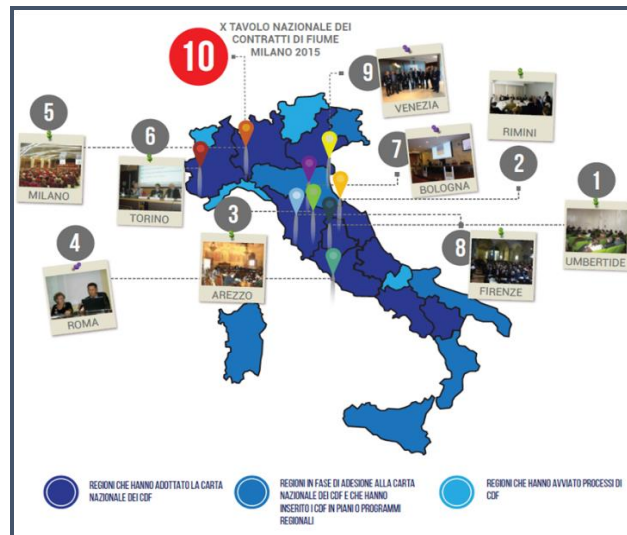 X TAVOLO NAZIONALE DEI
CONTRATTI DI FIUME
MILANO 2015
10
9
VENEZIA
RIMINI
5
6
7
2
MILANO
TORINO
BOLOGNA
1
3
4
8
UMBERTIDE
ROMA
AREZZO
FIRENZE
REGIONI CHE HANNO ADOTTATO LA CARTA
NAZIONALE DEI CDF
REGIONI IN FASE DI ADESIONE ALLA CARTA
NAZIONALE DEI CDF E CHE HANNO
INSERITO I CDF IN PIANI O PROGRAMMI
REGIONALI
REGIONI CHE HANNO AVVIATO PROCESSI DI
CDF